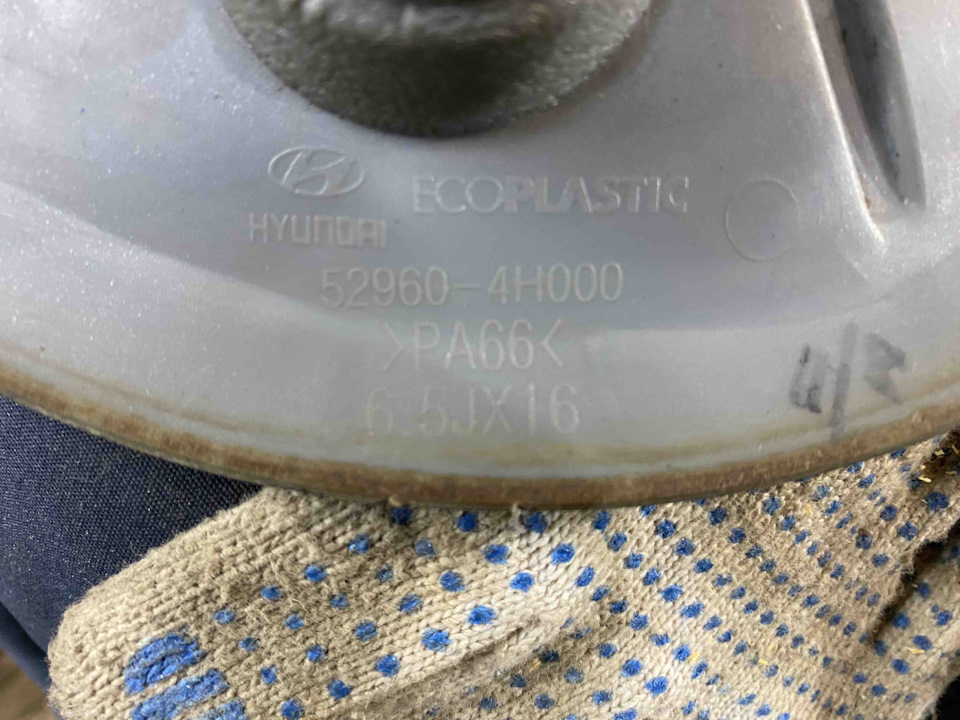 ECOPLASTIC
HYUNDAI
52960-4H000
>PA66<
6.5JX16